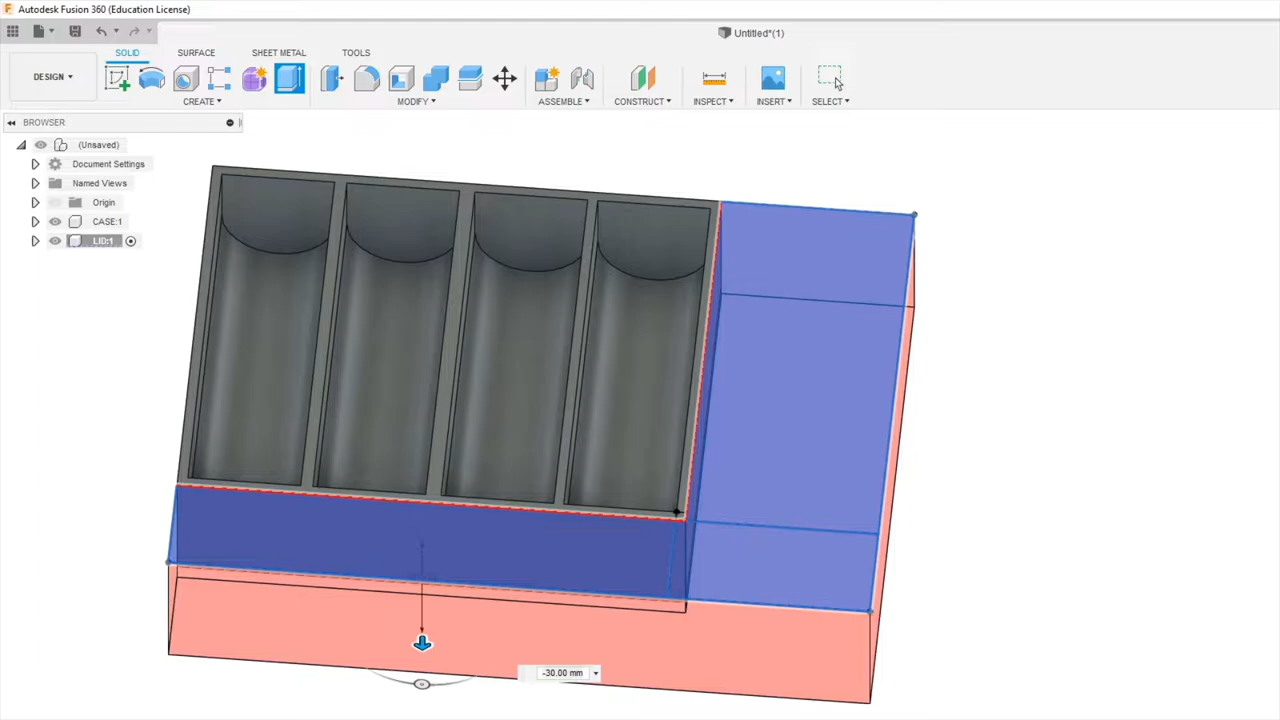 Autodesk Fusion 360 (Education License)
Untitled*(1)
SOLID SURFACE SHEET METAL TOOLS
DESIGN ▾
CREATE ▾ MODIFY ▾ ASSEMBLE ▾ CONSTRUCT ▾ INSPECT ▾ INSERT ▾ SELECT ▾
BROWSER
(Unsaved)
Document Settings
Named Views
Origin
CASE:1
LID:1
-30.00 mm